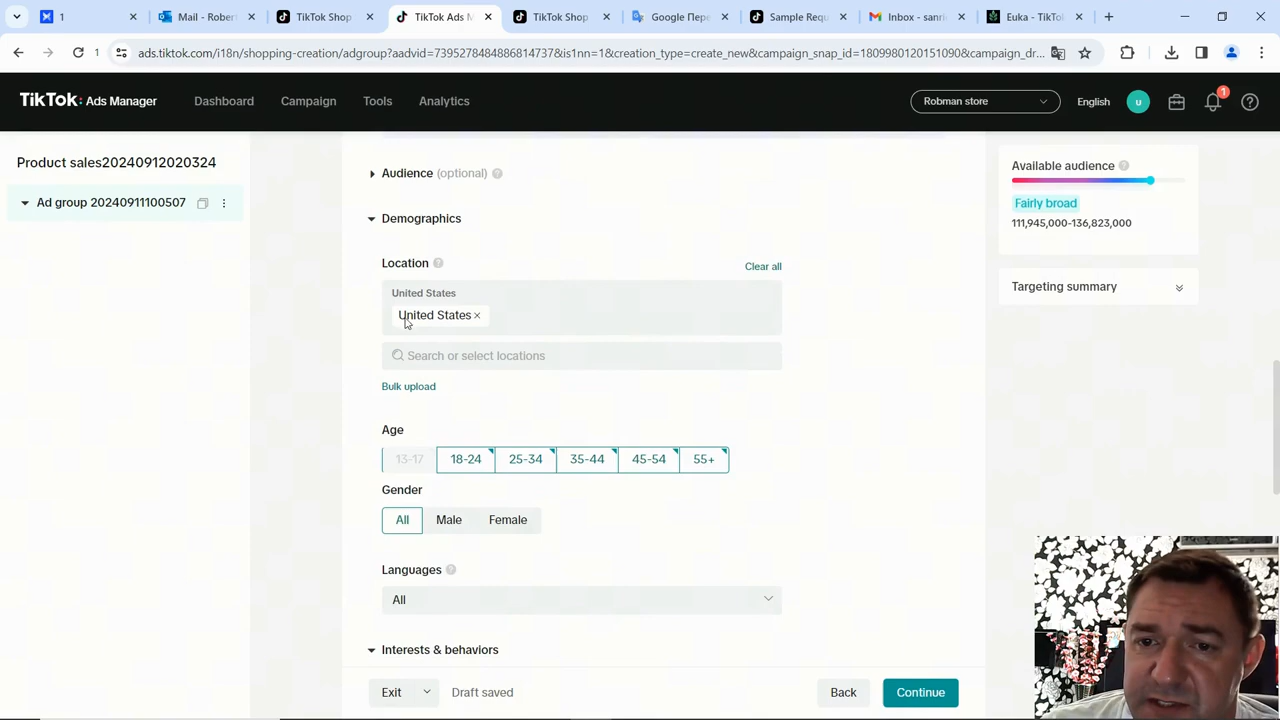 Mail - Rober
TikTok Shop
TikTok Ads M
TikTok Shop
Google Пере
Sample Requ
Inbox - sanri
Euka - TikTo
1
ads.tiktok.com/i18n/shopping-creation/adgroup?aadvid=7395278488486814737&is1nn=1&creation_type=create_new&campaign_snap_id=1809980120151090&campaign_dr...
TikTok: Ads Manager
Dashboard
Campaign
Tools
Analytics
Robman store
English
u
1
Product sales20240912020324
Ad group 20240911100507
Audience (optional)
Demographics
Location
Clear all
United States
United States ×
Search or select locations
Bulk upload
Age
13-17 18-24 25-34 35-44 45-54 55+
Gender
All Male Female
Languages
All
Interests & behaviors
Exit
Draft saved
Back
Continue
Available audience
Fairly broad
111,945,000-136,823,000
Targeting summary